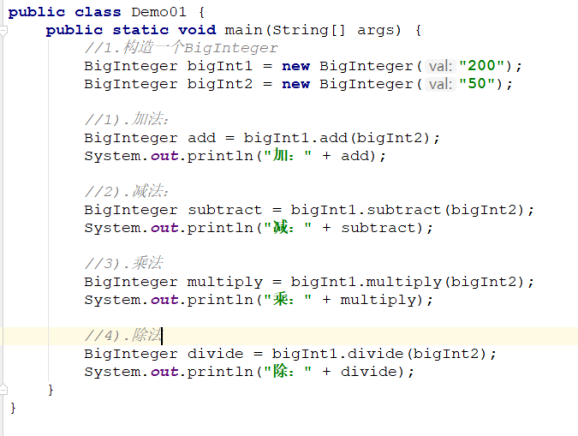 public class Demo01 {
public static void main(String[] args) {
//1.构造一个BigInteger
BigInteger bigInt1 = new BigInteger( val: "200");
BigInteger bigInt2 = new BigInteger( val: "50");
//1).加法:
BigInteger add = bigInt1.add(bigInt2);
System.out.println("加: " + add);
//2).减法:
BigInteger subtract = bigInt1.subtract(bigInt2);
System.out.println("减: " + subtract);
//3).乘法
BigInteger multiply = bigInt1.multiply(bigInt2);
System.out.println("乘: " + multiply);
//4).除法
BigInteger divide = bigInt1.divide(bigInt2);
System.out.println("除: " + divide);
}
}